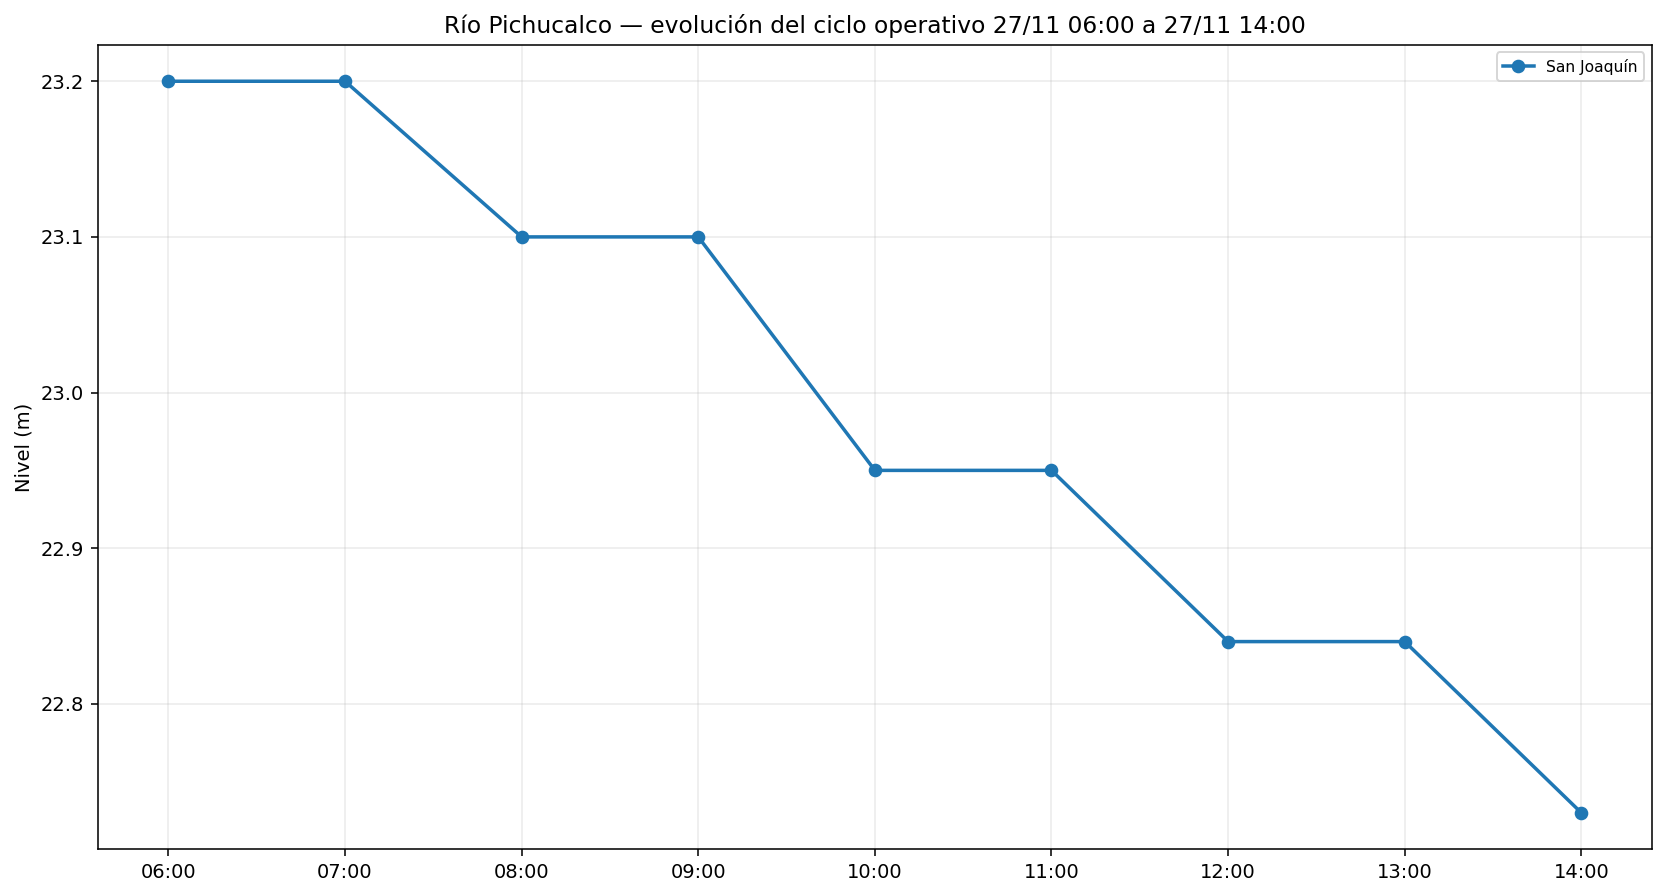 Río Pichucalco — evolución del ciclo operativo 27/11 06:00 a 27/11 14:00
San Joaquín
Nivel (m)
23.2
23.1
23.0
22.9
22.8
06:00 07:00 08:00 09:00 10:00 11:00 12:00 13:00 14:00